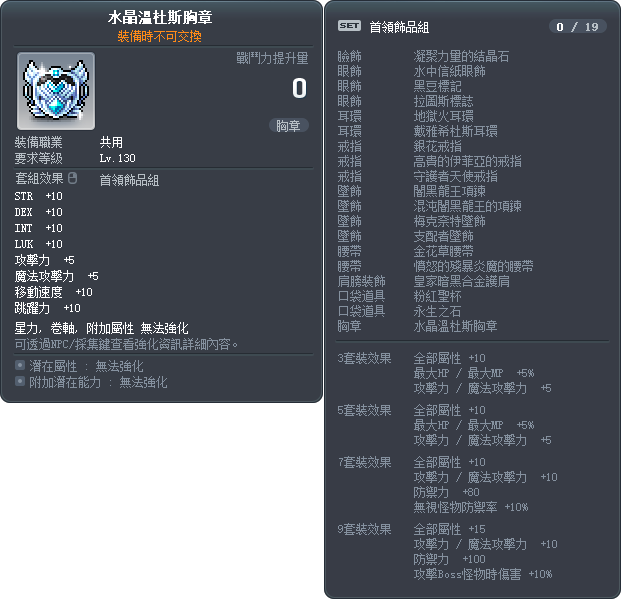 水晶溫杜斯胸章
裝備時不可交換
戰鬥力提升量
0
胸章
裝備職業 共用
要求等級 Lv.130
套組效果 首領飾品組
STR +10
DEX +10
INT +10
LUK +10
攻擊力 +5
魔法攻擊力 +5
移動速度 +10
跳躍力 +10
星力, 卷軸, 附加屬性 無法強化
可透過NPC/採集鍵查看強化資訊詳細內容。
潛在屬性 : 無法強化
附加潛在能力 : 無法強化
SET 首領飾品組 0 / 19
臉飾 凝聚力量的結晶石
眼飾 水中信紙眼飾
眼飾 黑豆標記
眼飾 拉圖斯標誌
耳環 地獄火耳環
耳環 戴雅希杜斯耳環
戒指 銀花戒指
戒指 高貴的伊菲亞的戒指
戒指 守護者天使戒指
墜飾 闇黑龍王項鍊
墜飾 混沌闇黑龍王的項鍊
墜飾 梅克奈特墜飾
墜飾 支配者墜飾
腰帶 金花草腰帶
腰帶 憤怒的殘暴炎魔的腰帶
肩膀裝飾 皇家暗黑合金護肩
口袋道具 粉紅聖杯
口袋道具 永生之石
胸章 水晶溫杜斯胸章
3套裝效果 全部屬性 +10
最大HP / 最大MP +5%
攻擊力 / 魔法攻擊力 +5
5套裝效果 全部屬性 +10
最大HP / 最大MP +5%
攻擊力 / 魔法攻擊力 +5
7套裝效果 全部屬性 +10
攻擊力 / 魔法攻擊力 +10
防禦力 +80
無視怪物防禦率 +10%
9套裝效果 全部屬性 +15
攻擊力 / 魔法攻擊力 +10
防禦力 +100
攻擊Boss怪物時傷害 +10%